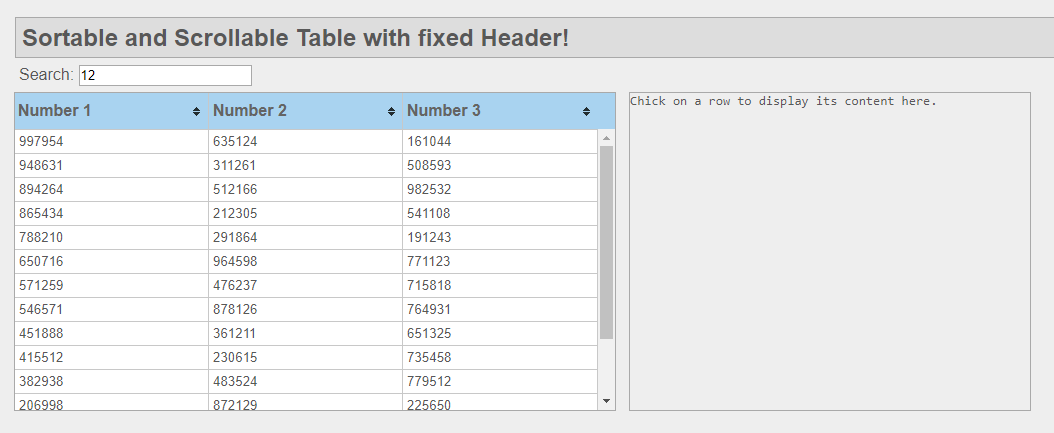 Sortable and Scrollable Table with fixed Header!
Search: 12
Number 1 Number 2 Number 3
997954 635124 161044
948631 311261 508593
894264 512166 982532
865434 212305 541108
788210 291864 191243
650716 964598 771123
571259 476237 715818
546571 878126 764931
451888 361211 651325
415512 230615 735458
382938 483524 779512
206998 872129 225650
Chick on a row to display its content here.